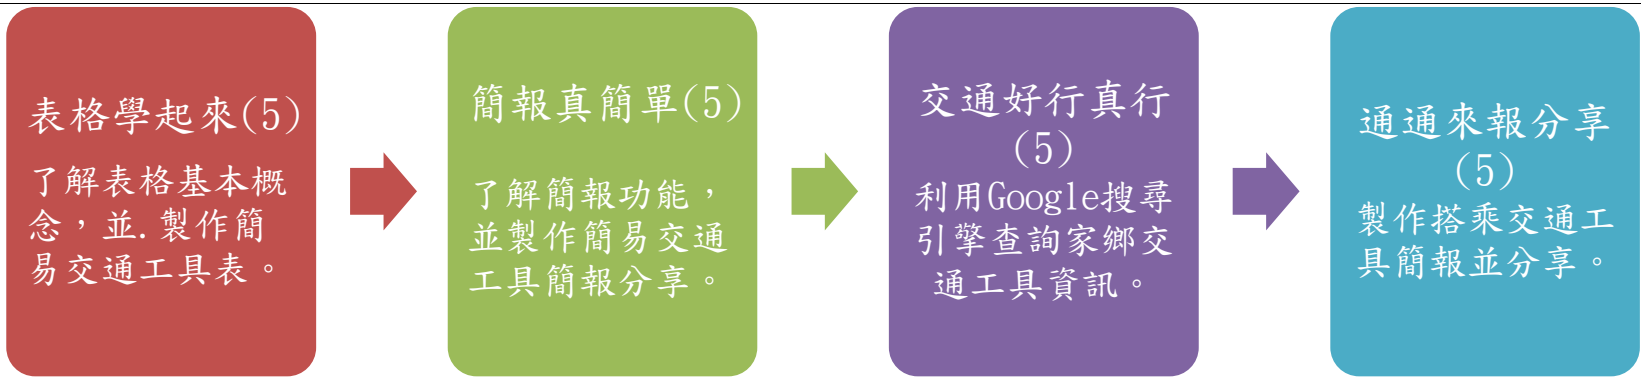 表格學起來(5)
了解表格基本概
念，並.製作簡
易交通工具表。
簡報真簡單(5)
了解簡報功能，
並製作簡易交通
工具簡報分享。
交通好行真行
(5)
利用Google搜尋
引擎查詢家鄉交
通工具資訊。
通通來報分享
(5)
製作搭乘交通工
具簡報並分享。